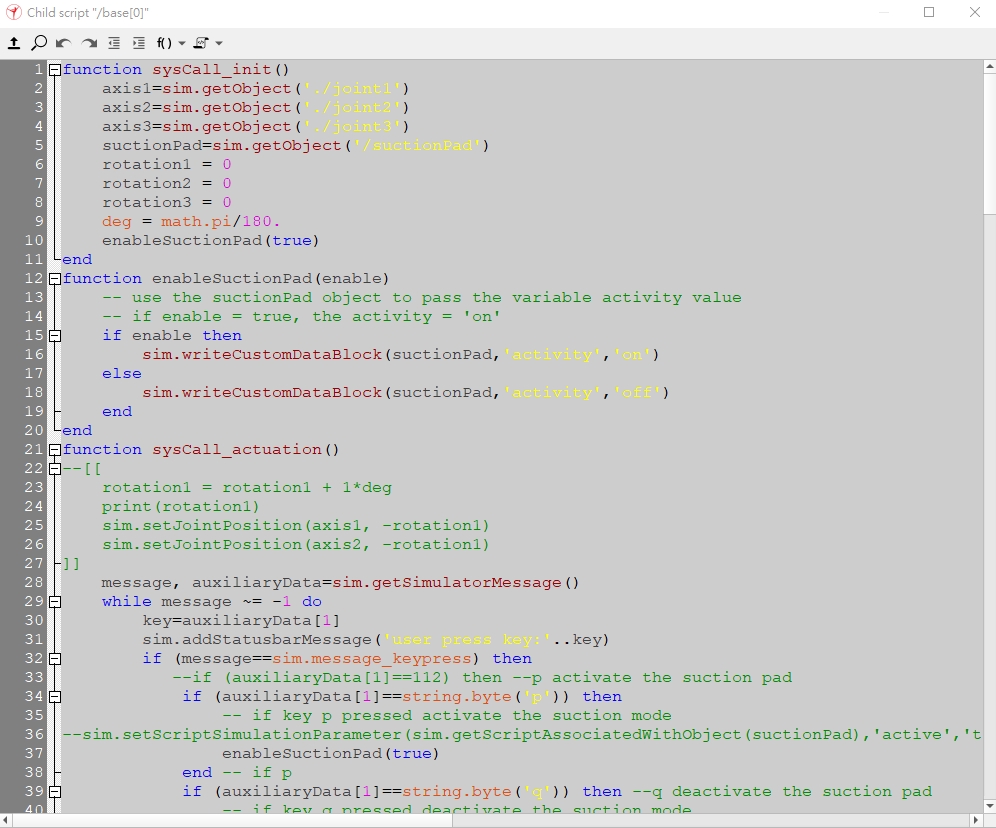 Child script "/base[0]"
f()
1 function sysCall_init()
2     axis1=sim.getObject('./joint1')
3     axis2=sim.getObject('./joint2')
4     axis3=sim.getObject('./joint3')
5     suctionPad=sim.getObject('/suctionPad')
6     rotation1 = 0
7     rotation2 = 0
8     rotation3 = 0
9     deg = math.pi/180.
10     enableSuctionPad(true)
11 end
12 function enableSuctionPad(enable)
13     -- use the suctionPad object to pass the variable activity value
14     -- if enable = true, the activity = 'on'
15     if enable then
16         sim.writeCustomDataBlock(suctionPad,'activity','on')
17     else
18         sim.writeCustomDataBlock(suctionPad,'activity','off')
19     end
20 end
21 function sysCall_actuation()
22 --[[
23     rotation1 = rotation1 + 1*deg
24     print(rotation1)
25     sim.setJointPosition(axis1, -rotation1)
26     sim.setJointPosition(axis2, -rotation1)
27 ]]
28     message, auxiliaryData=sim.getSimulatorMessage()
29     while message ~= -1 do
30         key=auxiliaryData[1]
31         sim.addStatusbarMessage('user press key:'..key)
32         if (message==sim.message_keypress) then
33            --if (auxiliaryData[1]==112) then --p activate the suction pad
34             if (auxiliaryData[1]==string.byte('p')) then
35                 -- if key p pressed activate the suction mode
36 --sim.setScriptSimulationParameter(sim.getScriptAssociatedWithObject(suctionPad),'active','t
37                 enableSuctionPad(true)
38             end -- if p
39             if (auxiliaryData[1]==string.byte('q')) then --q deactivate the suction pad
40                 -- if key q pressed deactivate the suction mode